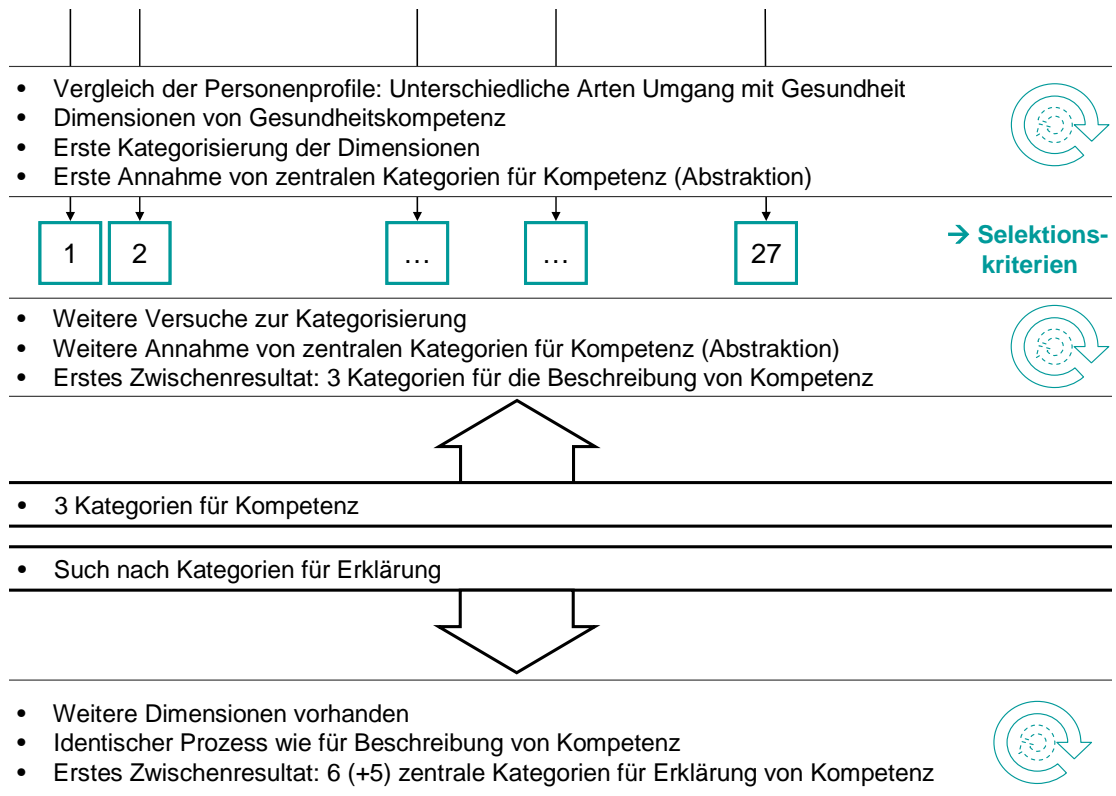 • Vergleich der Personenprofile: Unterschiedliche Arten Umgang mit Gesundheit
• Dimensionen von Gesundheitskompetenz
• Erste Kategorisierung der Dimensionen
• Erste Annahme von zentralen Kategorien für Kompetenz (Abstraktion)
1 2 … … 27
→ Selektions-
kriterien
• Weitere Versuche zur Kategorisierung
• Weitere Annahme von zentralen Kategorien für Kompetenz (Abstraktion)
• Erstes Zwischenresultat: 3 Kategorien für die Beschreibung von Kompetenz
• 3 Kategorien für Kompetenz
• Such nach Kategorien für Erklärung
• Weitere Dimensionen vorhanden
• Identischer Prozess wie für Beschreibung von Kompetenz
• Erstes Zwischenresultat: 6 (+5) zentrale Kategorien für Erklärung von Kompetenz